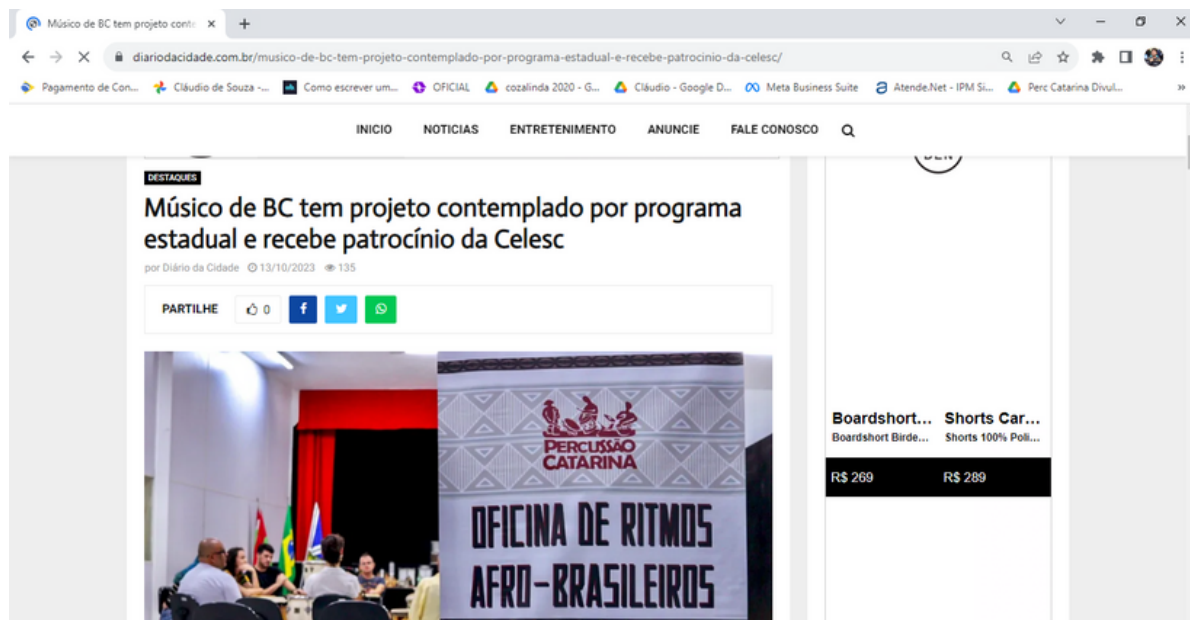 Músico de BC tem projeto conte
diariodacidade.com.br/musico-de-bc-tem-projeto-contemplado-por-programa-estadual-e-recebe-patrocinio-da-celesc/
Pagamento de Con... Cláudio de Souza -... Como escrever um... OFICIAL cozalinda 2020 - G... Cláudio - Google D... Meta Business Suite Atende.Net - IPM Si... Perc Catarina Divul...
INICIO NOTICIAS ENTRETENIMENTO ANUNCIE FALE CONOSCO
DESTAQUES
Músico de BC tem projeto contemplado por programa
estadual e recebe patrocínio da Celesc
por Diário da Cidade 13/10/2023 135
PARTILHE 0
PERCUSSÃO
CATARINA
OFICINA DE RITMOS
AFRO-BRASILEIROS
Boardshort... Shorts Car...
Boardshort Birde... Shorts 100% Poli...
R$ 269 R$ 289